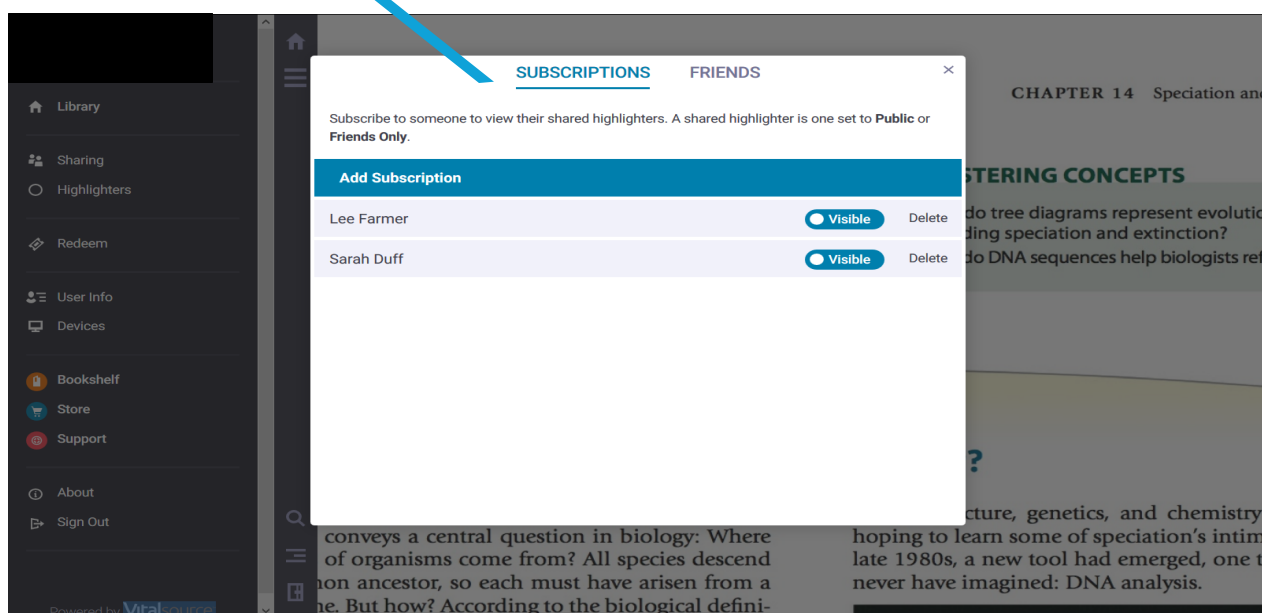 Library
Sharing
Highlighters
Redeem
User Info
Devices
Bookshelf
Store
Support
About
Sign Out
Powered by VitalSource
SUBSCRIPTIONS FRIENDS ×
Subscribe to someone to view their shared highlighters. A shared highlighter is one set to Public or
Friends Only.
Add Subscription
Lee Farmer Visible Delete
Sarah Duff Visible Delete
CHAPTER 14 Speciation and
STERING CONCEPTS
do tree diagrams represent
ding speciation and extinction?
do DNA sequences help biologists
?
conveys a central question in biology: Where
of organisms come from? All species descend
ancestor, so each must have arisen from a
But how? According to the biological defini-
cture, genetics, and chemistry
hoping to learn some of speciation's
late 1980s, a new tool had emerged, one
never have imagined: DNA analysis.